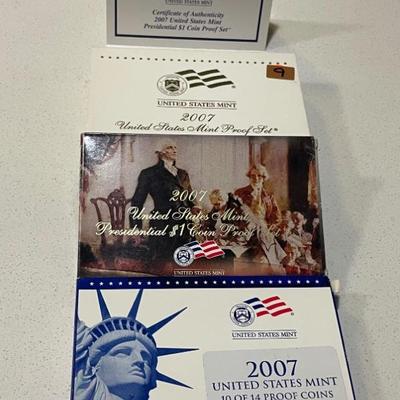 UNITED STATES MINT
Certificate of Authenticity
2007 United States Mint
Presidential $1 Coin Proof Set™
9
UNITED STATES MINT
2007
United States Mint Proof Set®
2007
United States Mint
Presidential $1 Coin Proof Set™
UNITED STATES MINT
UNITED STATES MINT
2007
UNITED STATES MINT
10 OF 14 PROOF COINS